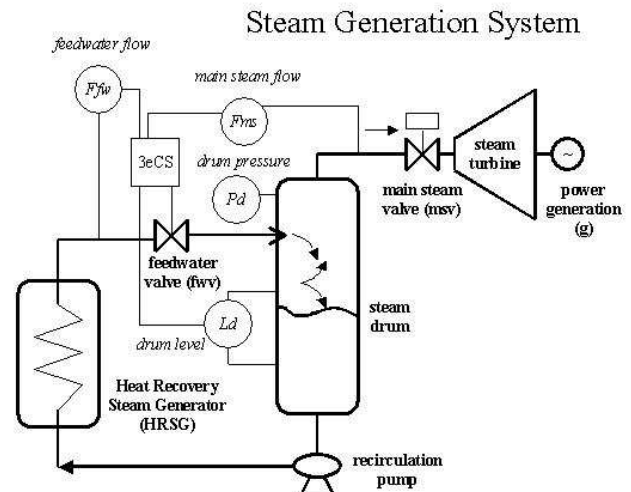 Steam Generation System
feedwater flow
main steam flow
Ffw
Fms
3eCS
drum pressure
Pd
steam
turbine
~
main steam
valve (msv)
power
generation
(g)
feedwater
valve (fwv)
Ld
drum level
steam
drum
Heat Recovery
Steam Generator
(HRSG)
recirculation
pump